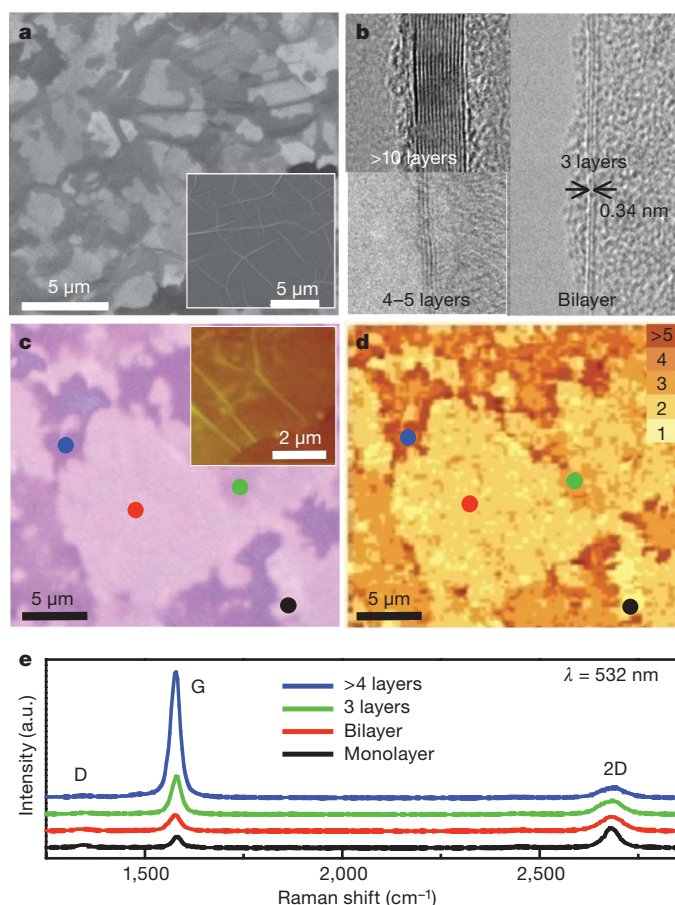 a
5 µm
5 µm
b
>10 layers
4–5 layers
3 layers
0.34 nm
Bilayer
c
2 µm
5 µm
d
>5
4
3
2
1
5 µm
e
λ = 532 nm
G
D
2D
>4 layers
3 layers
Bilayer
Monolayer
Intensity (a.u.)
1,500
2,000
2,500
Raman shift (cm⁻¹)